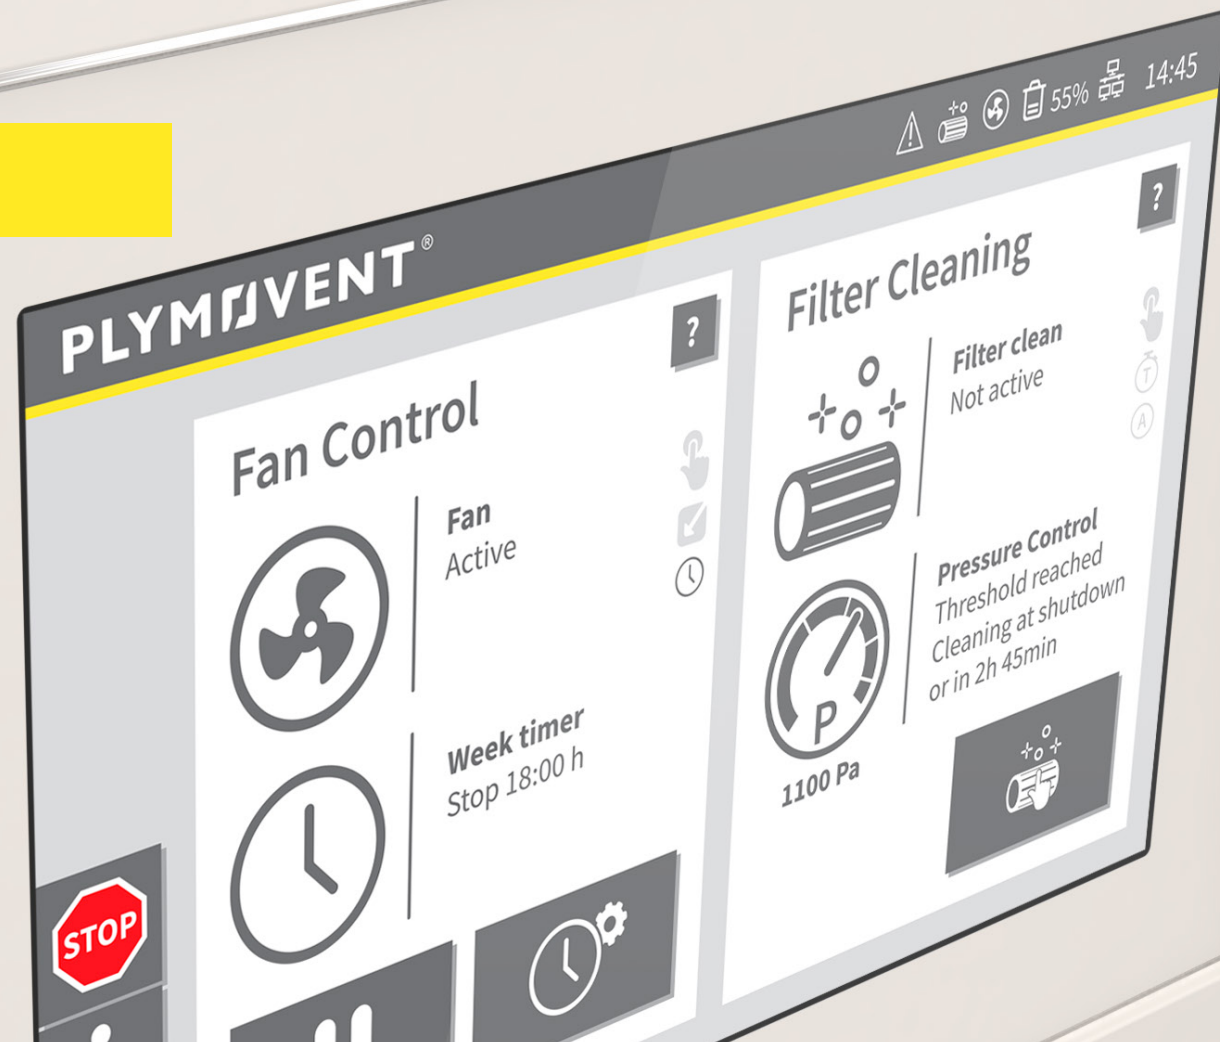 55% 14:45
PLYMOVENT®
Fan Control
?
Fan
Active
Week timer
Stop 18:00 h
STOP
Filter Cleaning
?
Filter clean
Not active
T
A
Pressure Control
Threshold reached
Cleaning at shutdown
or in 2h 45min
P
1100 Pa